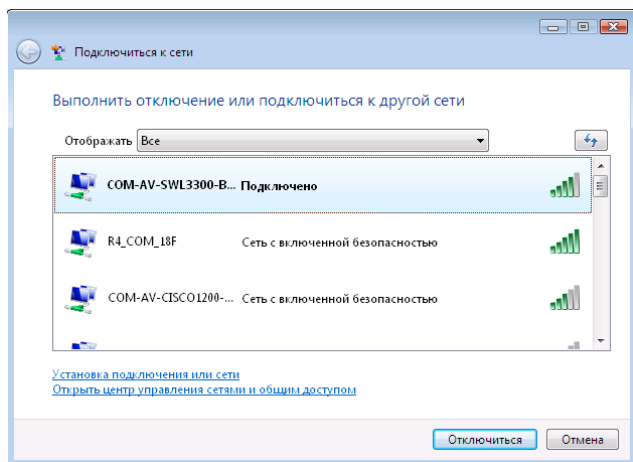 Подключиться к сети
Выполнить отключение или подключиться к другой сети
Отображать Все
COM-AV-SWL3300-B... Подключено
R4_COM_18F Сеть с включенной безопасностью
COM-AV-CISCO1200-... Сеть с включенной безопасностью
Установка подключения или сети
Открыть центр управления сетями и общим доступом
Отключиться Отмена